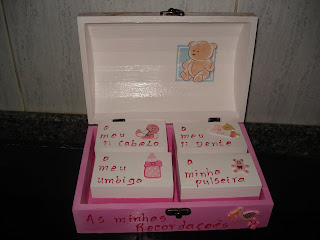 O
meu
1º cabelo
O
meu
1º dente
O
meu
umbigo
A
minha
pulseira
As minhas
Recordações